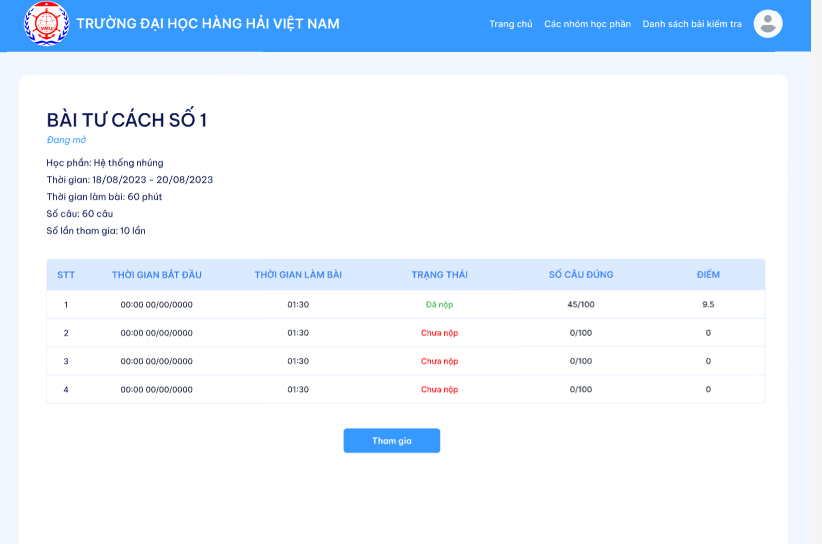 VMU
TRƯỜNG ĐẠI HỌC HÀNG HẢI VIỆT NAM
Trang chủ Các nhóm học phần Danh sách bài kiểm tra
BÀI TƯ CÁCH SỐ 1
Đang mở
Học phần: Hệ thống nhúng
Thời gian: 18/08/2023 - 20/08/2023
Thời gian làm bài: 60 phút
Số câu: 60 câu
Số lần tham gia: 10 lần
STT THỜI GIAN BẮT ĐẦU THỜI GIAN LÀM BÀI TRẠNG THÁI SỐ CÂU ĐÚNG ĐIỂM
1 00:00 00/00/0000 01:30 Đã nộp 45/100 9.5
2 00:00 00/00/0000 01:30 Chưa nộp 0/100 0
3 00:00 00/00/0000 01:30 Chưa nộp 0/100 0
4 00:00 00/00/0000 01:30 Chưa nộp 0/100 0
Tham gia